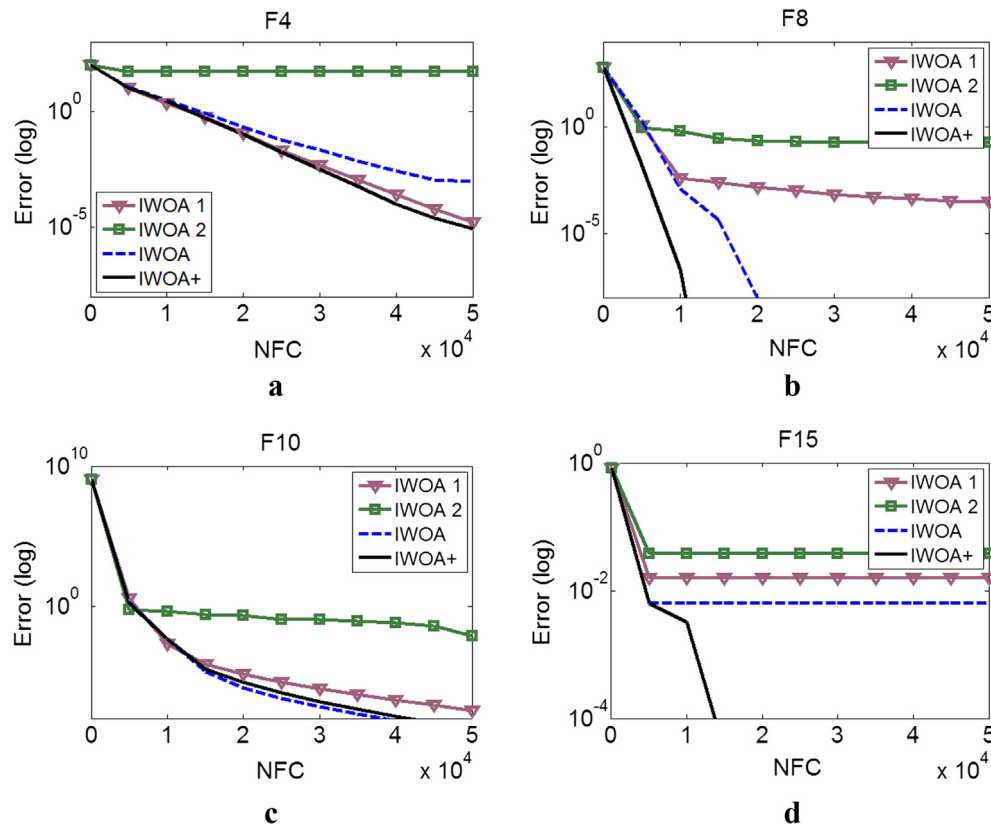 F4
Error (log)
10^0
10^-5
IWOA 1
IWOA 2
IWOA
IWOA+
0 1 2 3 4 5
NFC
x 10^4
a
F8
Error (log)
10^0
10^-5
IWOA 1
IWOA 2
IWOA
IWOA+
0 1 2 3 4 5
NFC
x 10^4
b
F10
Error (log)
10^10
10^0
IWOA 1
IWOA 2
IWOA
IWOA+
0 1 2 3 4 5
NFC
x 10^4
c
F15
Error (log)
10^0
10^-2
10^-4
IWOA 1
IWOA 2
IWOA
IWOA+
0 1 2 3 4 5
NFC
x 10^4
d